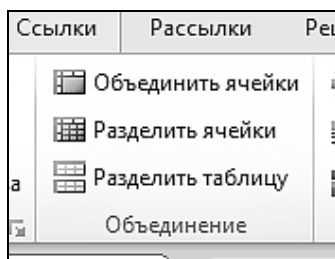 Ссылки Рассылки
Объединить ячейки
Разделить ячейки
Разделить таблицу
Объединение